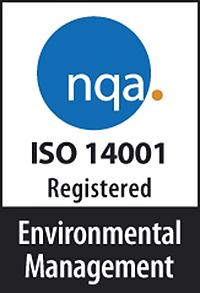 nqa.
ISO 14001
Registered
Environmental
Management